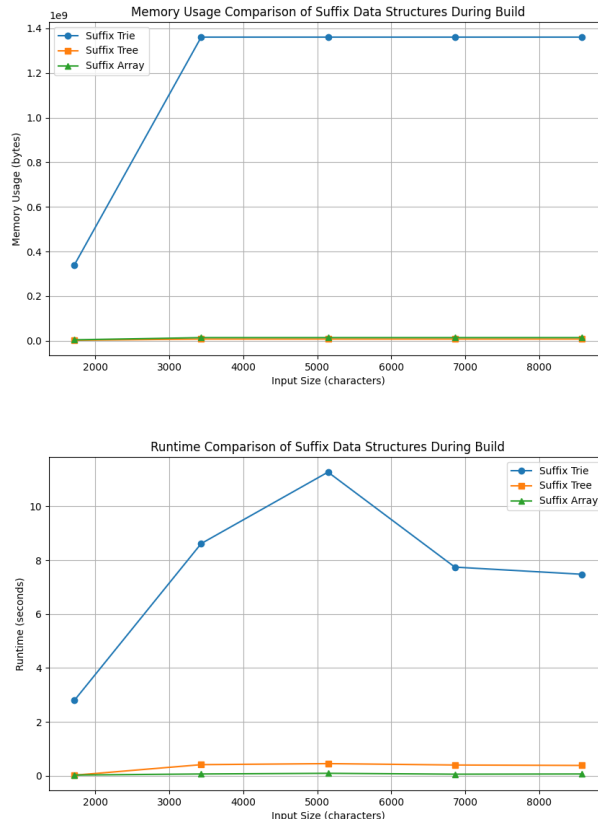 Memory Usage Comparison of Suffix Data Structures During Build
1e9
Suffix Trie
Suffix Tree
Suffix Array
1.4
1.2
1.0
0.8
0.6
0.4
0.2
0.0
Memory Usage (bytes)
2000 3000 4000 5000 6000 7000 8000
Input Size (characters)
Runtime Comparison of Suffix Data Structures During Build
Suffix Trie
Suffix Tree
Suffix Array
10
8
6
4
2
0
Runtime (seconds)
2000 3000 4000 5000 6000 7000 8000
Input Size (characters)